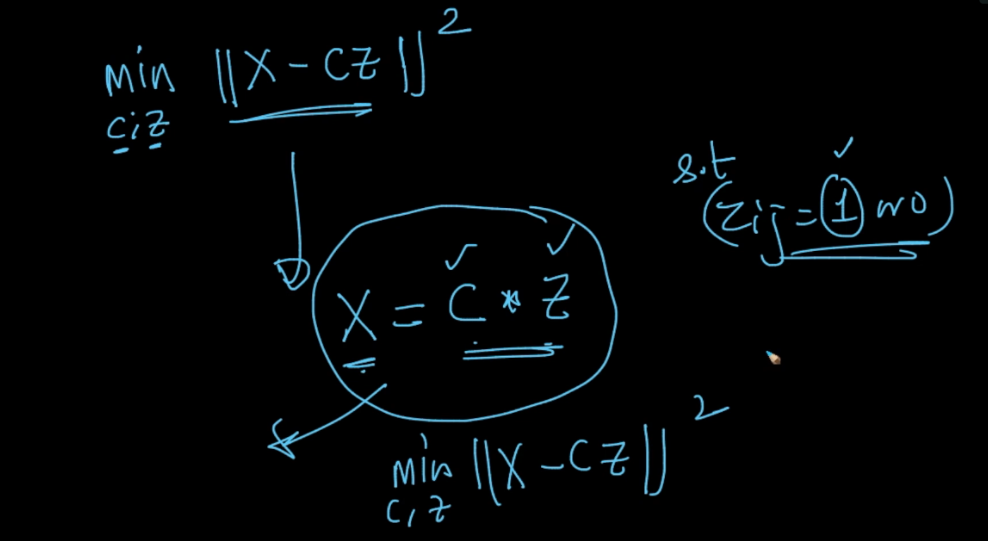 min ||X - CZ||²
C, Z
s.t
(Zij = 1 or 0)
X = C * Z
min ||X - CZ||²
C, Z